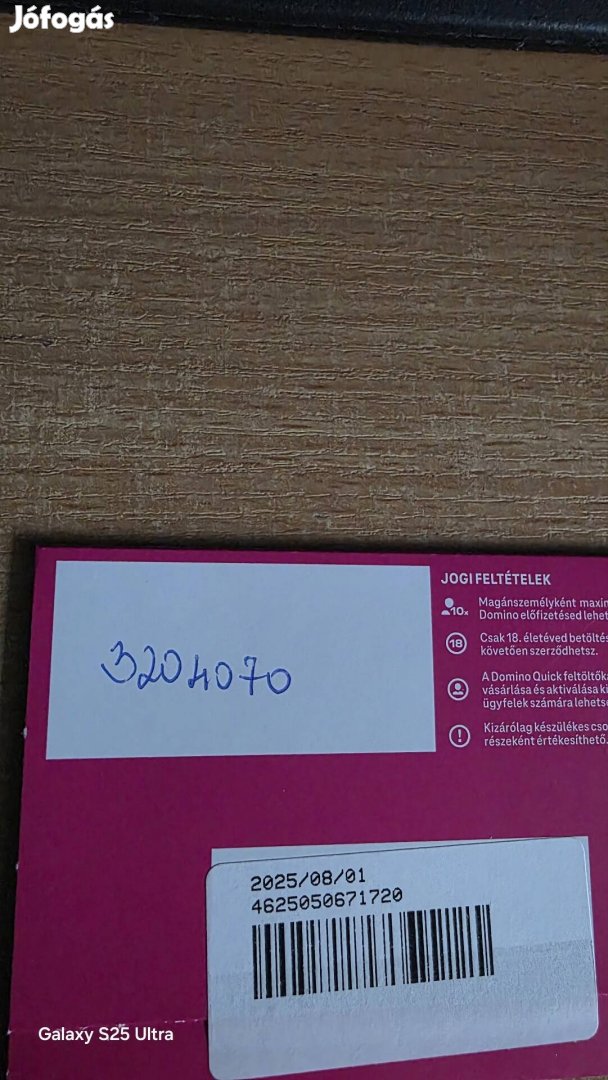 Jófogás
JOGI FELTÉTELEK
10x
Magánszemélyként
Domino előfizetésed
18
Csak 18. életéved
követően szerződhetsz.
A Domino Quick
vásárlása és aktiválása
ügyfelek számára
!
Kizárólag készülékes
részeként értékesíthető.
3204070
2025/08/01
4625050671720
Galaxy S25 Ultra